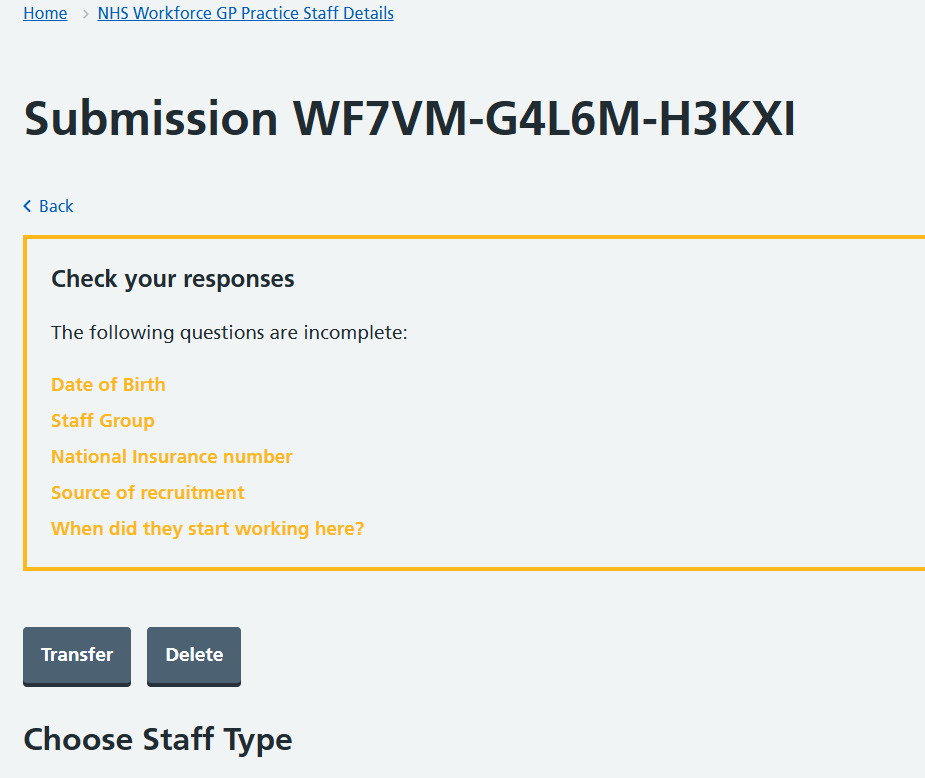 Home > NHS Workforce GP Practice Staff Details
Submission WF7VM-G4L6M-H3KXI
Back
Check your responses
The following questions are incomplete:
Date of Birth
Staff Group
National Insurance number
Source of recruitment
When did they start working here?
Transfer Delete
Choose Staff Type